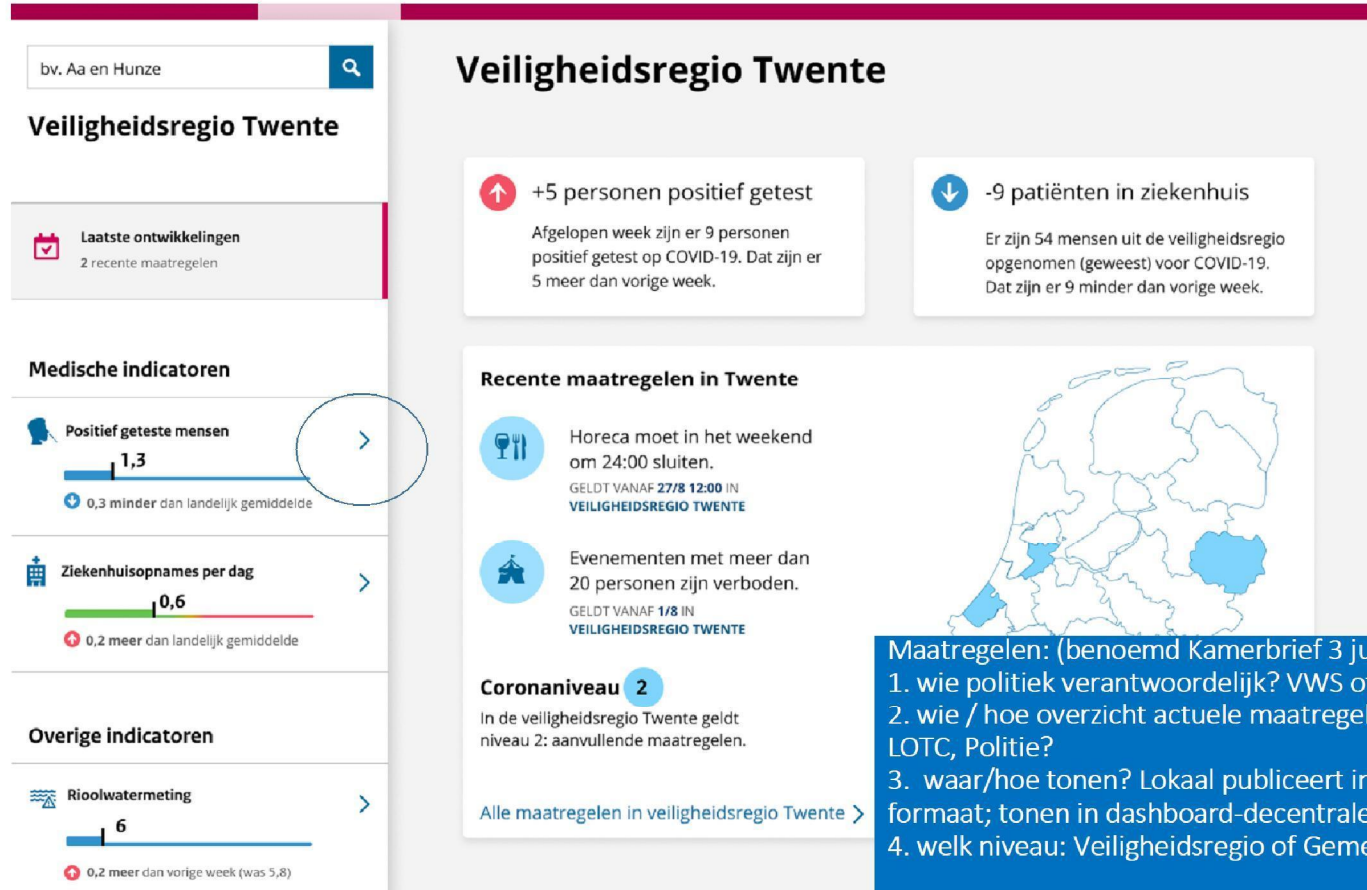 bv. Aa en Hunze
Veiligheidsregio Twente
Laatste ontwikkelingen
2 recente maatregelen
Medische indicatoren
Positief geteste mensen
1,3
0,3 minder dan landelijk gemiddelde
Ziekenhuisopnames per dag
0,6
0,2 meer dan landelijk gemiddelde
Overige indicatoren
Rioolwatermeting
6
0,2 meer dan vorige week (was 5,8)
Veiligheidsregio Twente
+5 personen positief getest
Afgelopen week zijn er 9 personen
positief getest op COVID-19. Dat zijn er
5 meer dan vorige week.
-9 patiënten in ziekenhuis
Er zijn 54 mensen uit de veiligheidsregio
opgenomen (geweest) voor COVID-19.
Dat zijn er 9 minder dan vorige week.
Recente maatregelen in Twente
Horeca moet in het weekend
om 24:00 sluiten.
GELDT VANAF 27/8 12:00 IN
VEILIGHEIDSREGIO TWENTE
Evenementen met meer dan
20 personen zijn verboden.
GELDT VANAF 1/8 IN
VEILIGHEIDSREGIO TWENTE
Coronaniveau 2
In de veiligheidsregio Twente geldt
niveau 2: aanvullende maatregelen.
Alle maatregelen in veiligheidsregio Twente
Maatregelen: (benoemd Kamerbrief 3
1. wie politiek verantwoordelijk? VWS
2. wie / hoe overzicht actuele
LOTC, Politie?
3. waar/hoe tonen? Lokaal publiceert
formaat; tonen in
4. welk niveau: Veiligheidsregio of